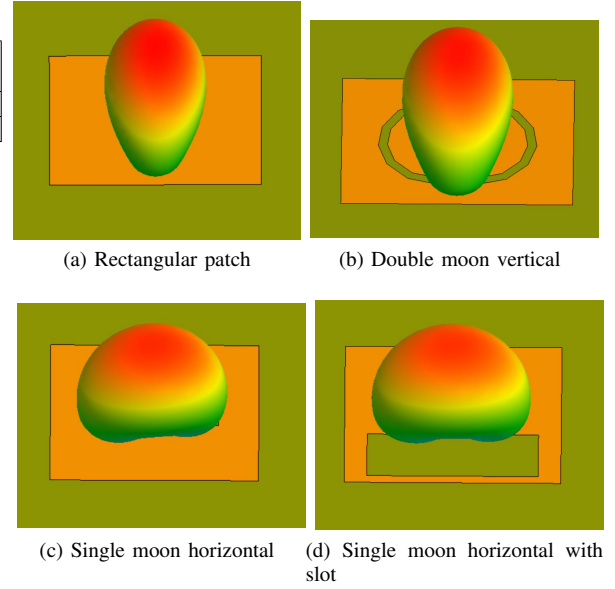 (a) Rectangular patch
(b) Double moon vertical
(c) Single moon horizontal
(d) Single moon horizontal with
slot